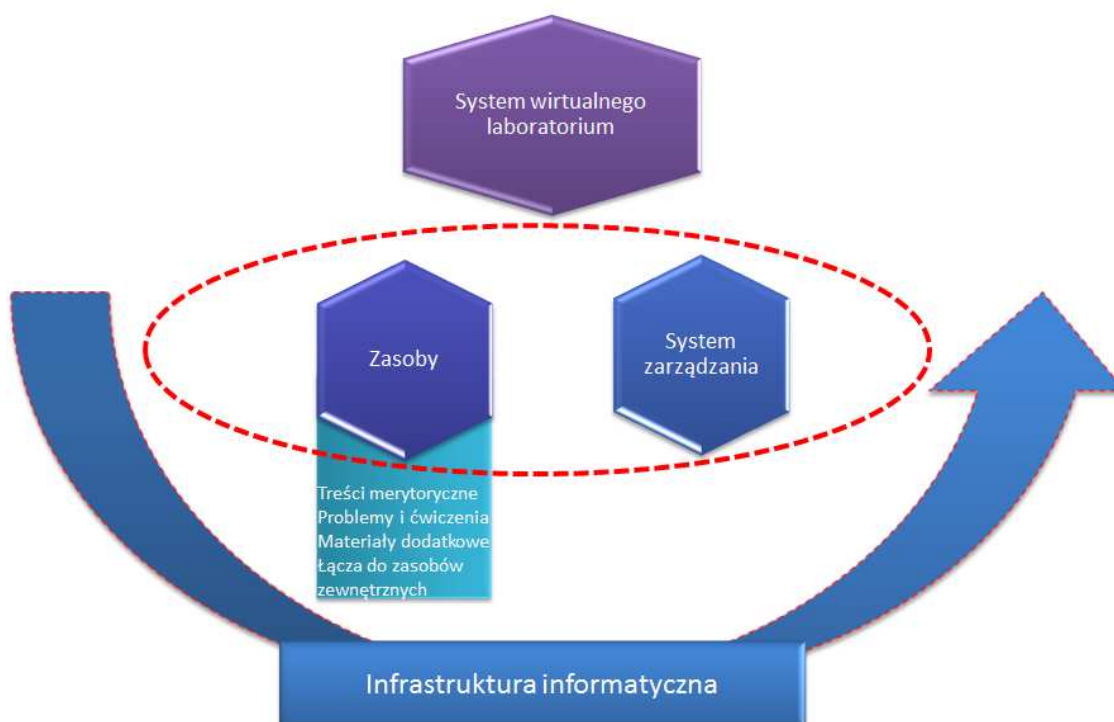 System wirtualnego
laboratorium
Zasoby
System
zarządzania
Treści merytoryczne
Problemy i ćwiczenia
Materiały dodatkowe
Łącza do zasobów
zewnętrznych
Infrastruktura informatyczna